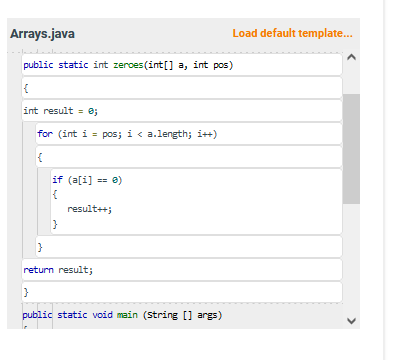 Arrays.java
Load default template...
public static int zeroes(int[] a, int pos)
{
int result = 0;
for (int i = pos; i < a.length; i++)
{
if (a[i] == 0)
{
result++;
}
}
return result;
}
public static void main (String [] args)